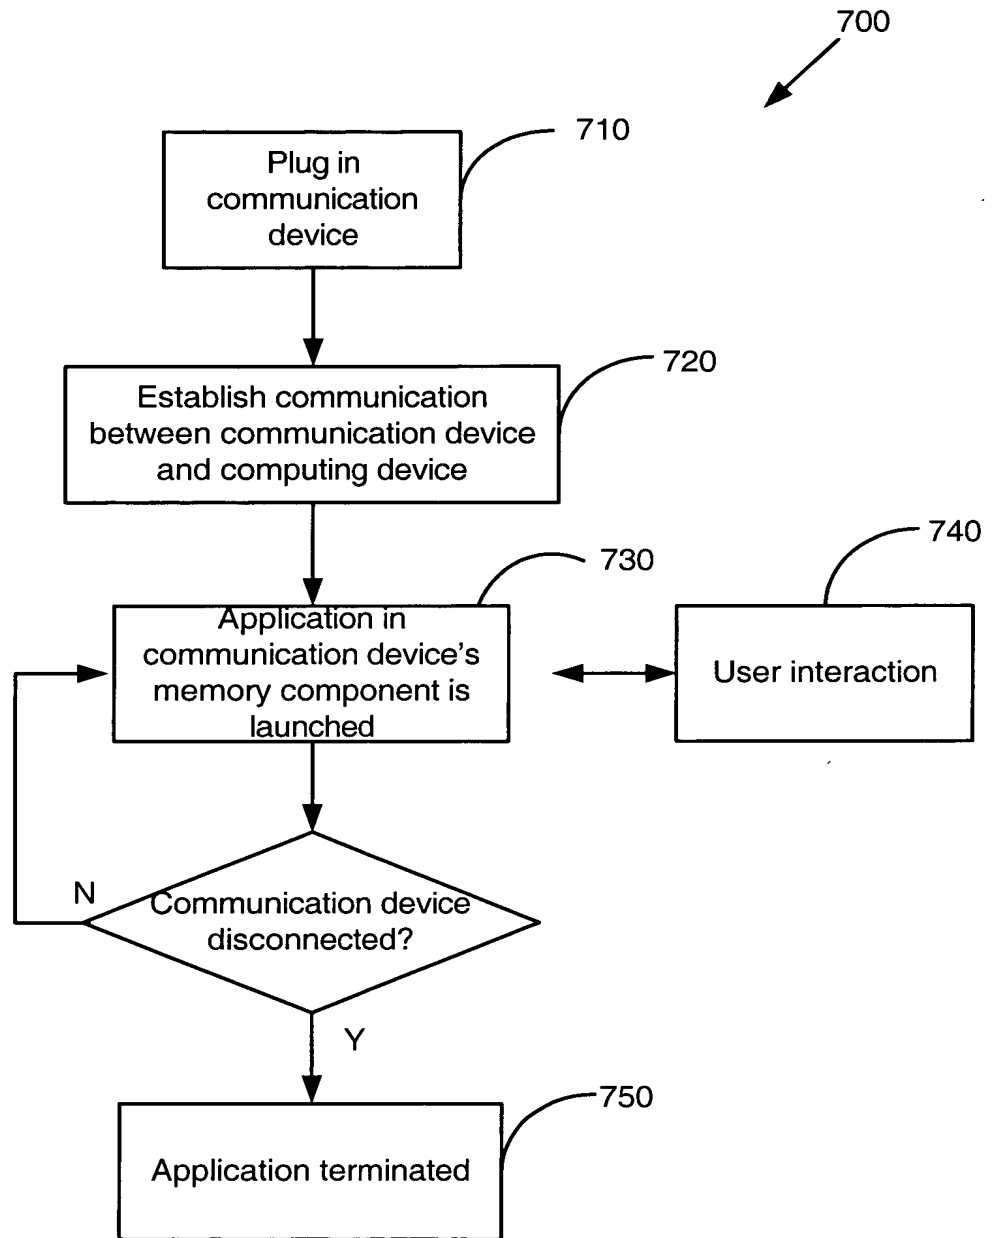 700
710
Plug in
communication
device
720
Establish communication
between communication device
and computing device
730
740
Application in
communication device's
memory component is
launched
User interaction
N
Communication device
disconnected?
Y
750
Application terminated